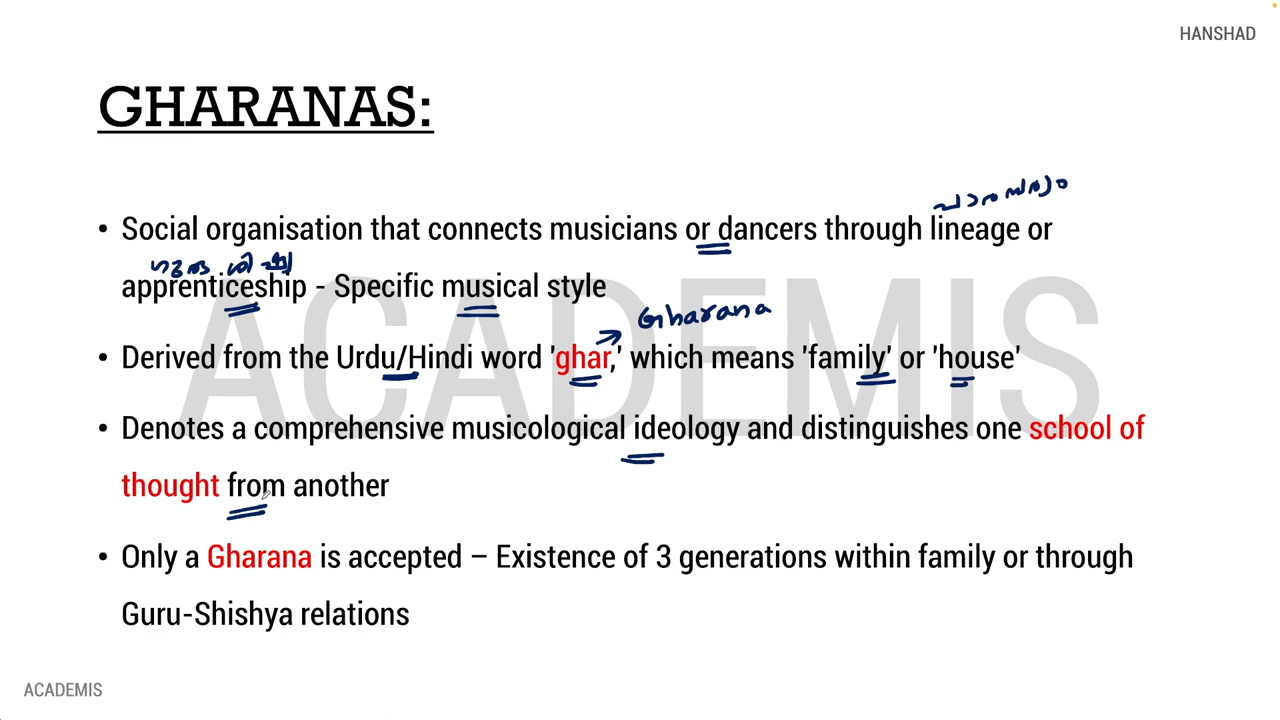 HANSHAD
GHARANAS:
പാരമ്പര്യം
• Social organisation that connects musicians or dancers through lineage or
apprenticeship - Specific musical style
Gharana
• Derived from the Urdu/Hindi word 'ghar,' which means 'family' or 'house'
• Denotes a comprehensive musicological ideology and distinguishes one school of
thought from another
• Only a Gharana is accepted – Existence of 3 generations within family or through
Guru-Shishya relations
ACADEMIS
ACADEMIS